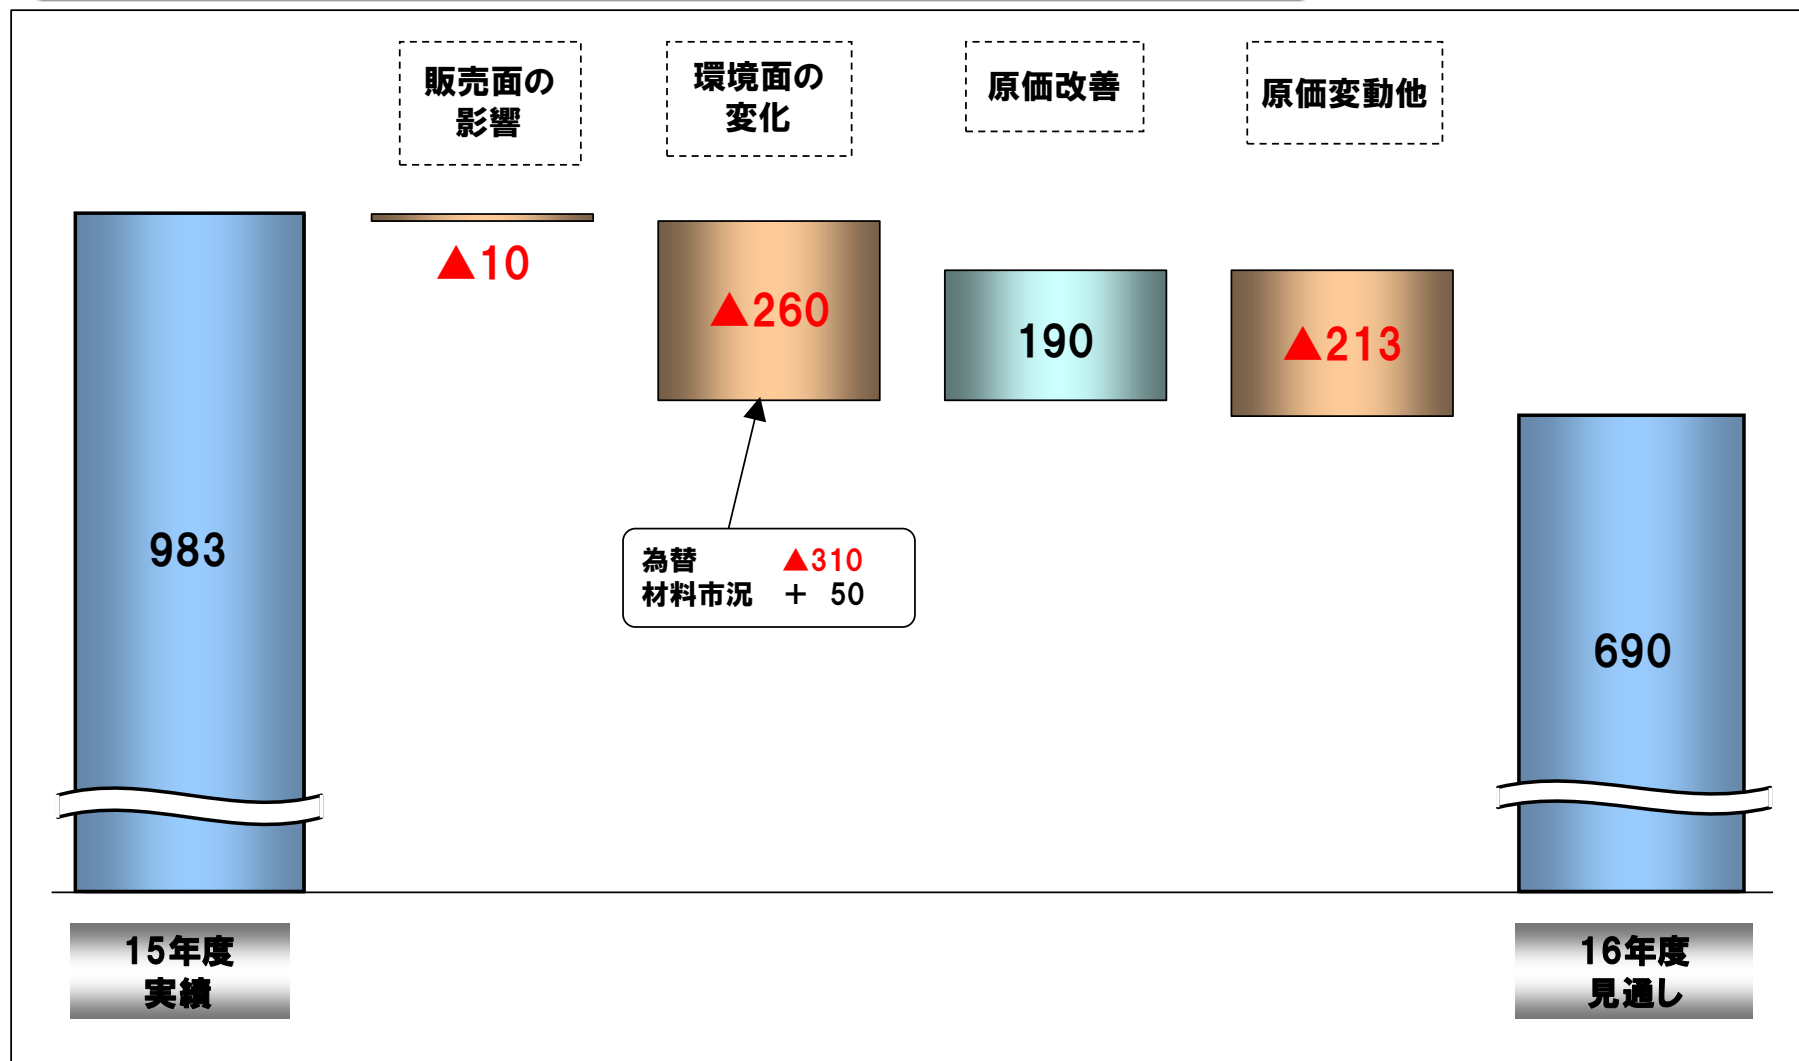 販売面の
影響
環境面の
変化
原価改善
原価変動他
▲10
▲260
190
▲213
983
為替 ▲310
材料市況 + 50
690
15年度
実績
16年度
見通し